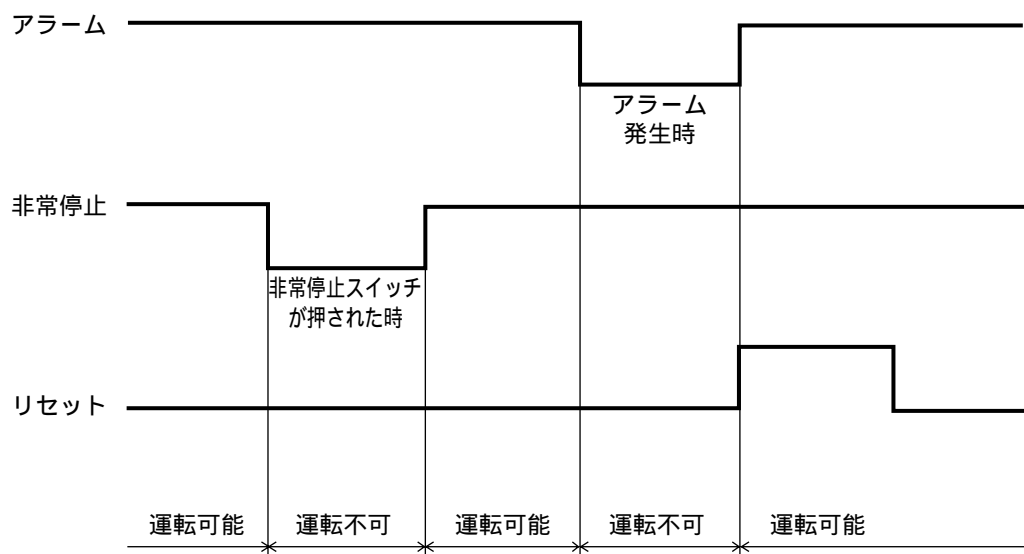 アラーム
アラーム
発生時
非常停止
非常停止スイッチ
が押された時
リセット
運転可能 運転不可 運転可能 運転不可 運転可能